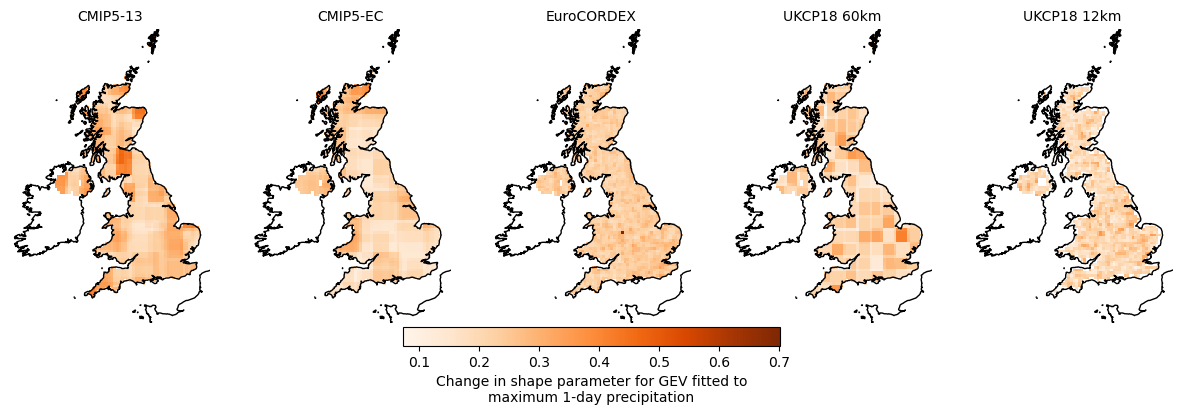 CMIP5-13
CMIP5-EC
EuroCORDEX
UKCP18 60km
UKCP18 12km
0.1
0.2
0.3
0.4
0.5
0.6
0.7
Change in shape parameter for GEV fitted to
maximum 1-day precipitation